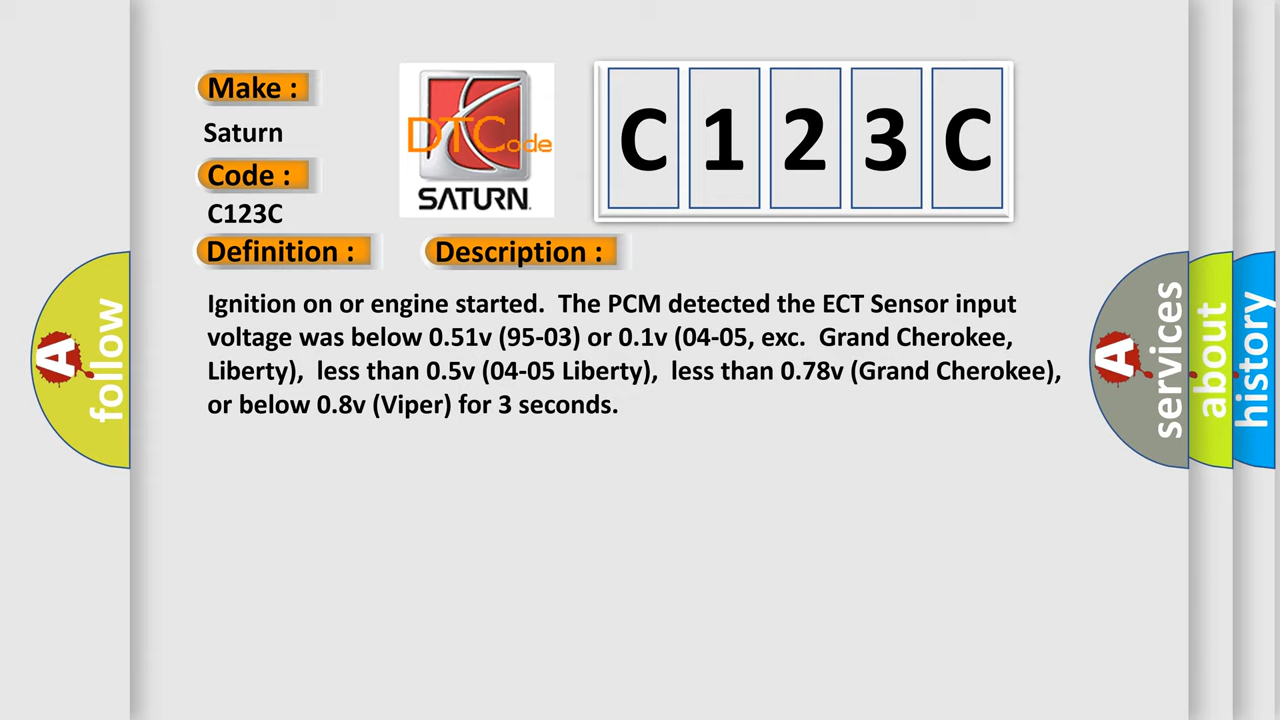 Make :
Saturn
Code :
C123C
Definition :
Description :
DTCode
SATURN.
C123C
Ignition on or engine started. The PCM detected the ECT Sensor input
voltage was below 0.51v (95-03) or 0.1v (04-05, exc. Grand Cherokee,
Liberty), less than 0.5v (04-05 Liberty), less than 0.78v (Grand Cherokee),
or below 0.8v (Viper) for 3 seconds.
A follow
A services
about
history